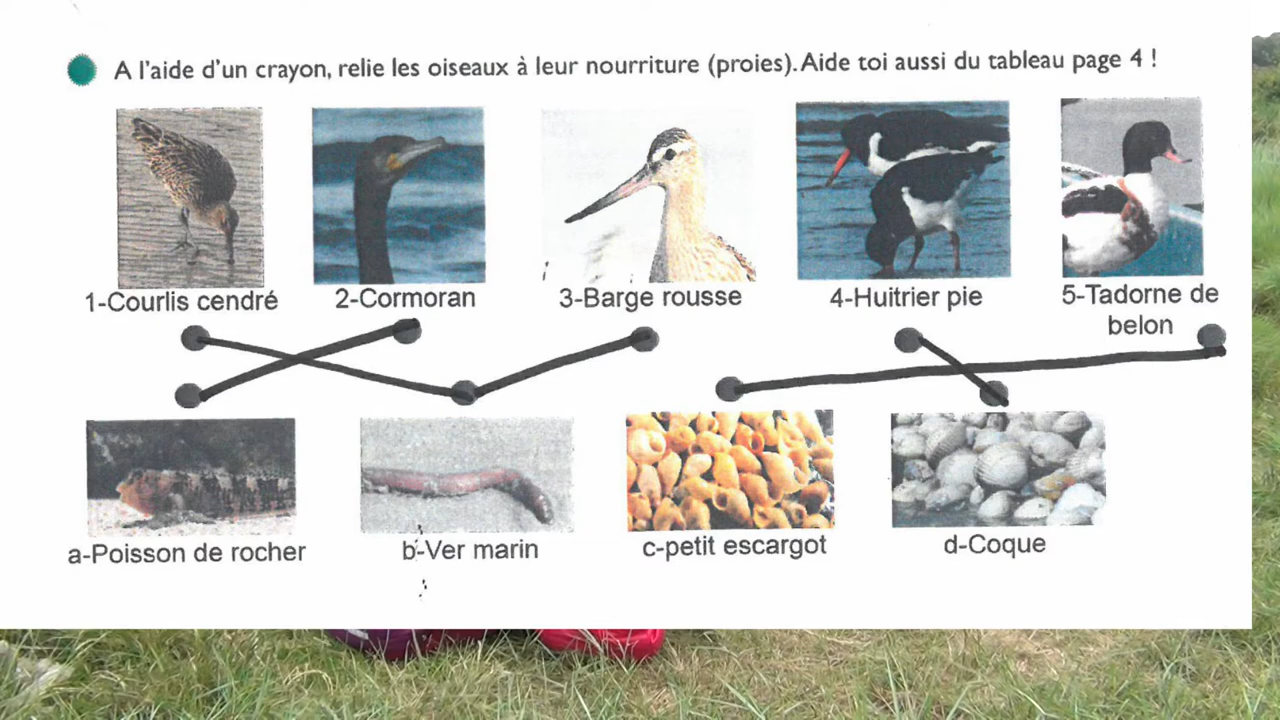 A l'aide d'un crayon, relie les oiseaux à leur nourriture (proies). Aide toi aussi du tableau page 4 !
1-Courlis cendré
2-Cormoran
3-Barge rousse
4-Huitrier pie
5-Tadorne de
belon
a-Poisson de rocher
b-Ver marin
c-petit escargot
d-Coque